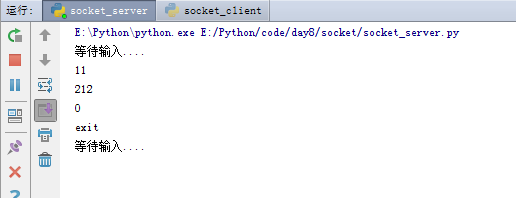 运行: socket_server socket_client
E:\Python\python.exe E:/Python/code/day8/socket/socket_server.py
等待输入....
11
212
0
exit
等待输入....